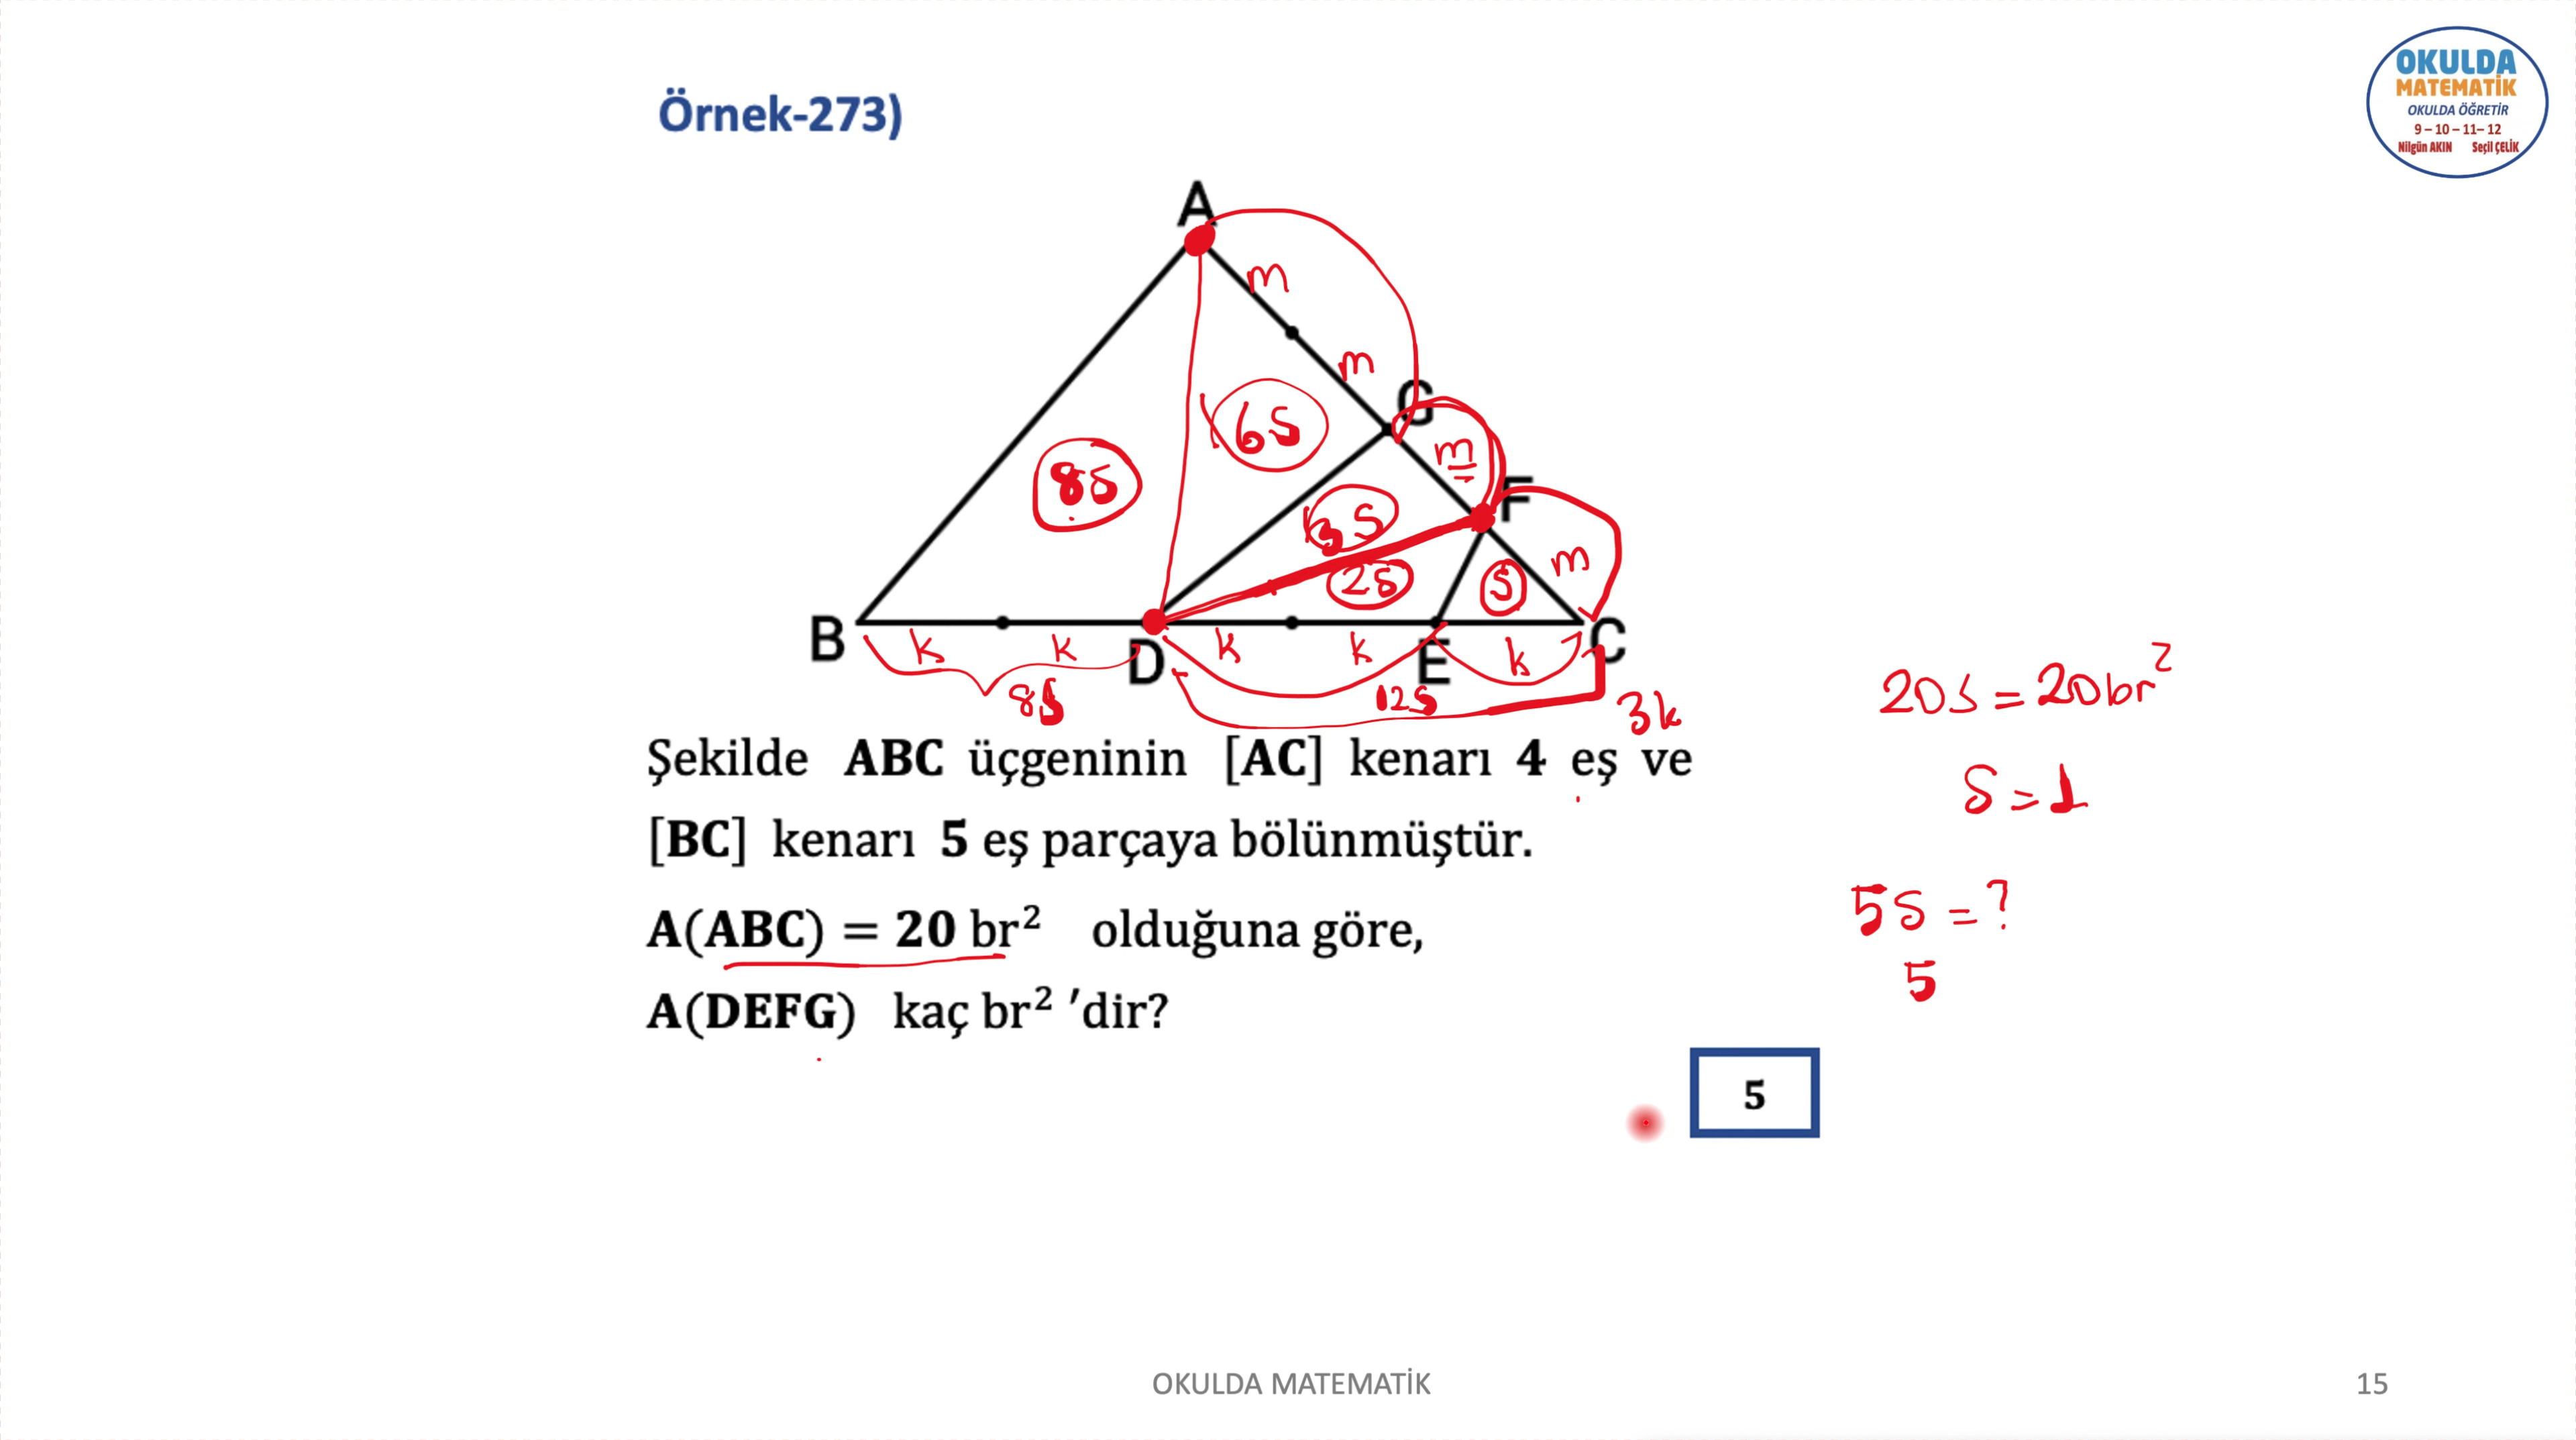 OKULDA
MATEMATİK
OKULDA ÖĞRETİR
9 – 10 – 11– 12
Nilgün AKIN Seçil ÇELİK
Örnek-273)
A
m
m
G
6S
8S
m
F
3S
m
2S
S
B
D
E
C
k
k
k
k
k
8S
12S
3k
Şekilde ABC üçgeninin [AC] kenarı 4 eş ve
[BC] kenarı 5 eş parçaya bölünmüştür.
A(ABC) = 20 br² olduğuna göre,
A(DEFG) kaç br² ’dir?
20S = 20br²
S = 1
5S = ?
5
5
OKULDA MATEMATİK
15